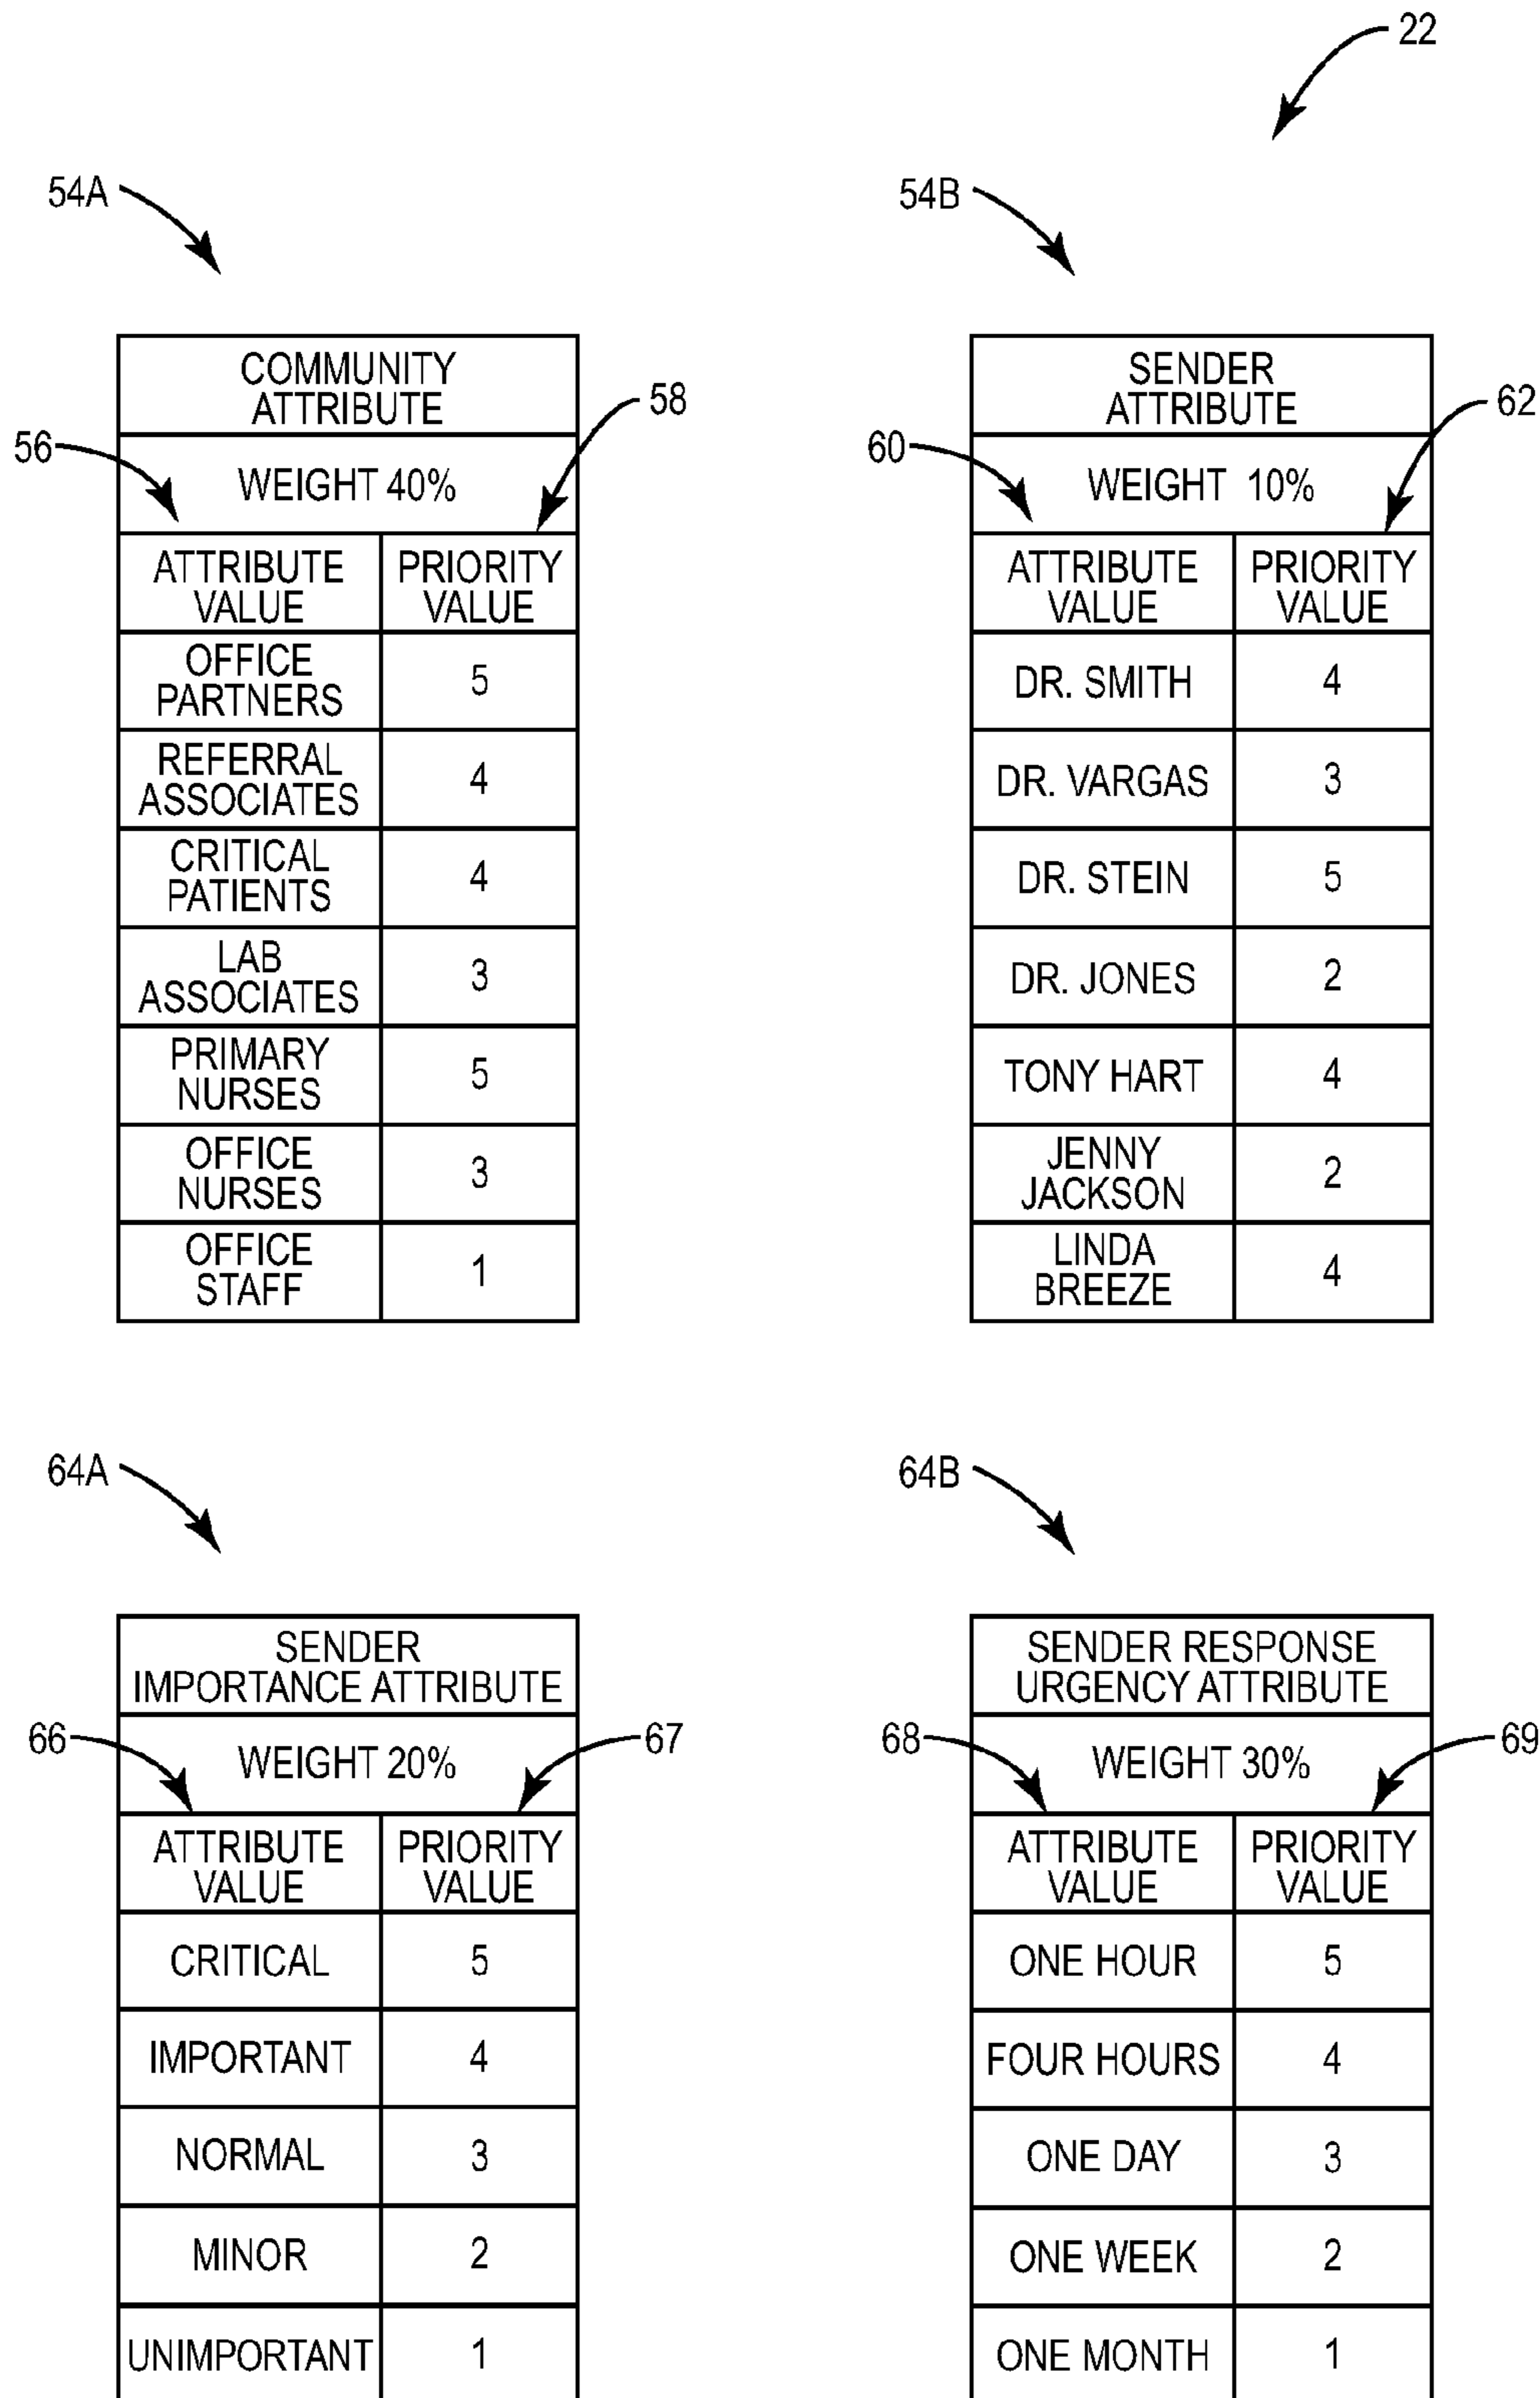 22
54A
COMMUNITY
ATTRIBUTE
56
58
WEIGHT 40%
ATTRIBUTE
VALUE
PRIORITY
VALUE
OFFICE
PARTNERS
5
REFERRAL
ASSOCIATES
4
CRITICAL
PATIENTS
4
LAB
ASSOCIATES
3
PRIMARY
NURSES
5
OFFICE
NURSES
3
OFFICE
STAFF
1
54B
SENDER
ATTRIBUTE
60
62
WEIGHT 10%
ATTRIBUTE
VALUE
PRIORITY
VALUE
DR. SMITH
4
DR. VARGAS
3
DR. STEIN
5
DR. JONES
2
TONY HART
4
JENNY
JACKSON
2
LINDA
BREEZE
4
64A
SENDER
IMPORTANCE ATTRIBUTE
66
67
WEIGHT 20%
ATTRIBUTE
VALUE
PRIORITY
VALUE
CRITICAL
5
IMPORTANT
4
NORMAL
3
MINOR
2
UNIMPORTANT
1
64B
SENDER RESPONSE
URGENCY ATTRIBUTE
68
69
WEIGHT 30%
ATTRIBUTE
VALUE
PRIORITY
VALUE
ONE HOUR
5
FOUR HOURS
4
ONE DAY
3
ONE WEEK
2
ONE MONTH
1